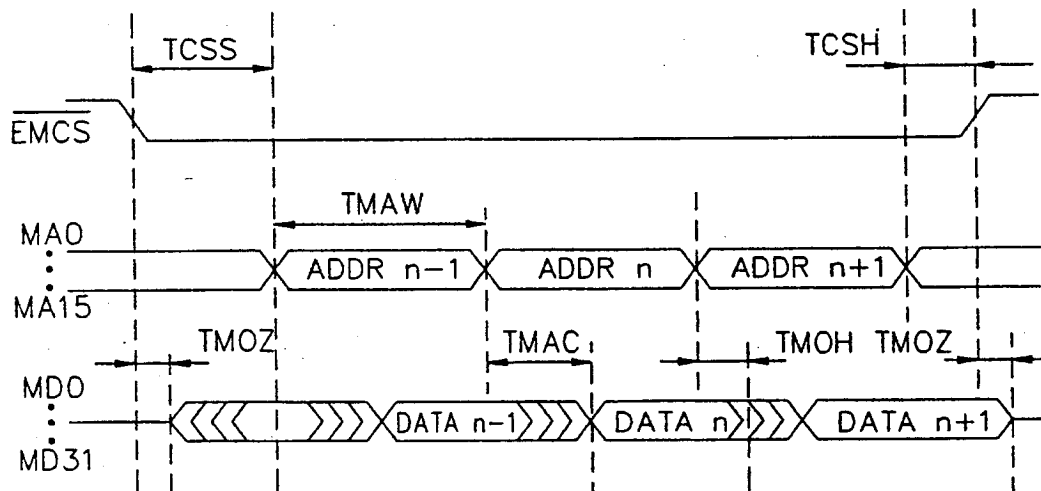 TCSS
TCSH
EMCS
TMAW
MA0
MA15
ADDR n-1
ADDR n
ADDR n+1
TMOZ
TMAC
TMOH
TMOZ
MD0
MD31
DATA n-1
DATA n
DATA n+1